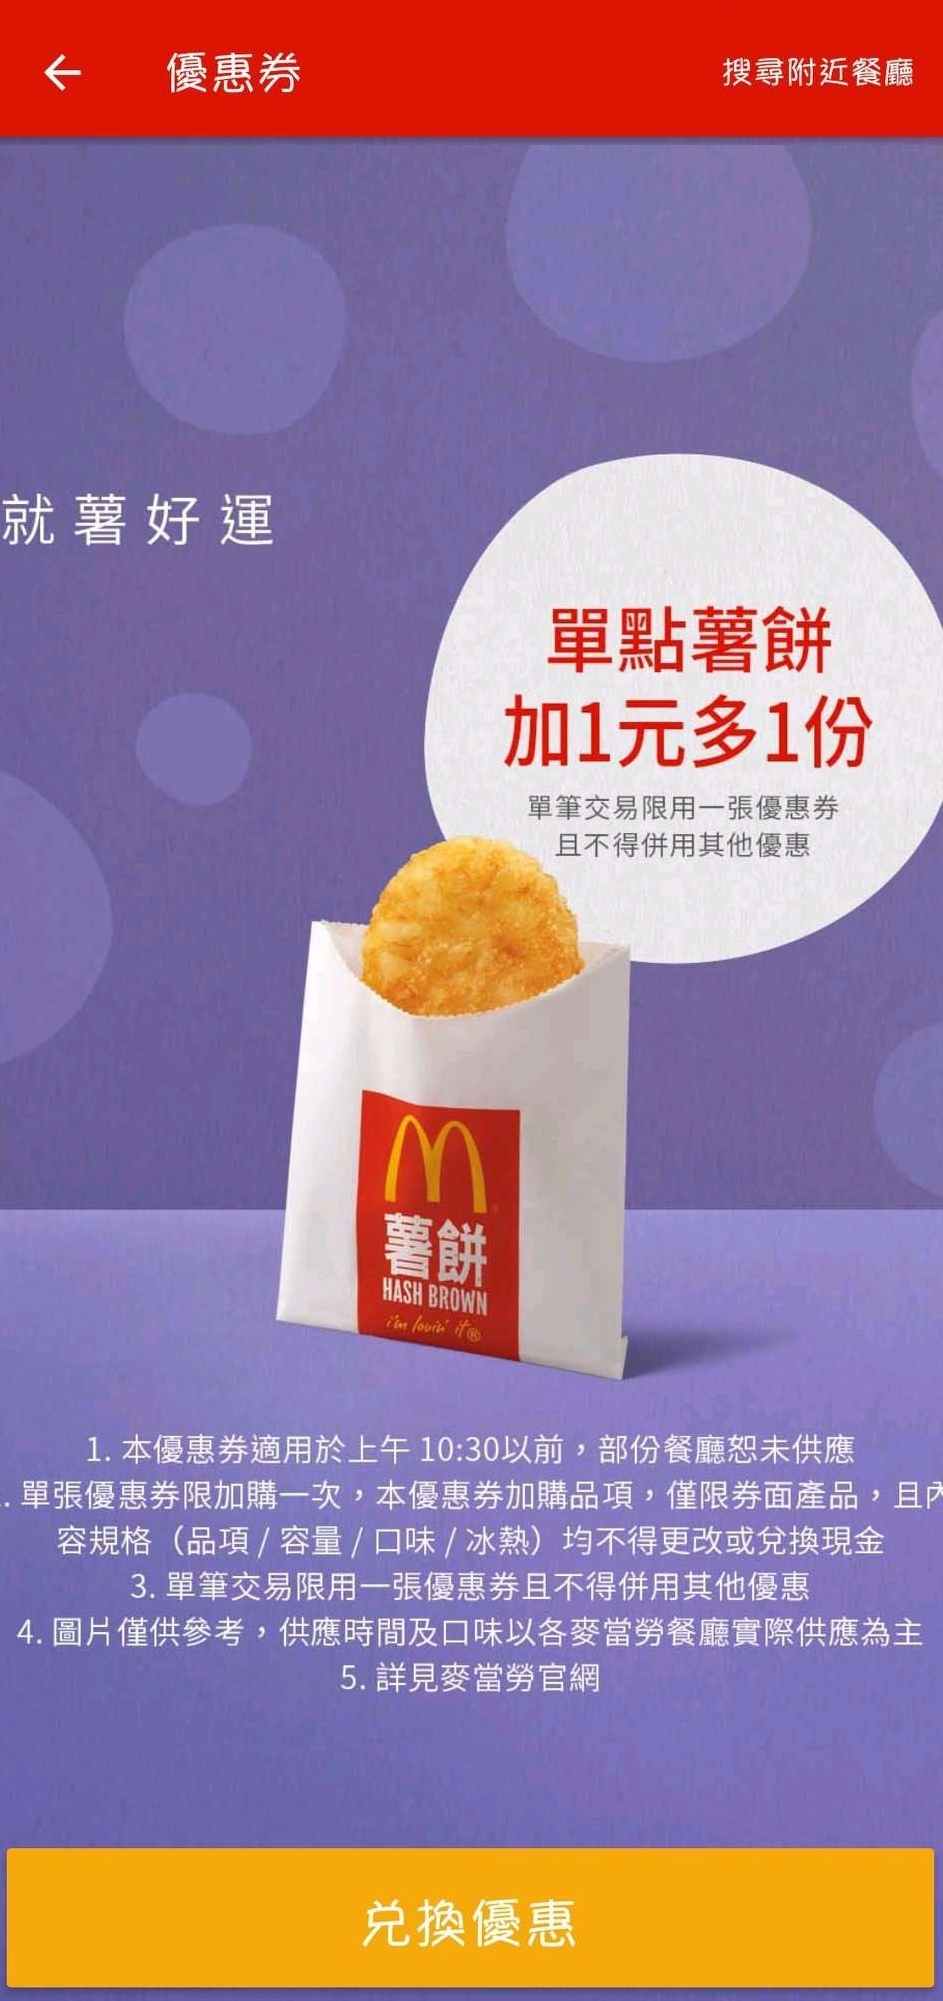 優惠券
搜尋附近餐廳
就薯好運
單點薯餅
加1元多1份
單筆交易限用一張優惠券
且不得併用其他優惠
薯餅
HASH BROWN
i'm lovin' it®
1. 本優惠券適用於上午 10:30以前，部份餐廳恕未供應
. 單張優惠券限加購一次，本優惠券加購品項，僅限券面產品，且內
容規格（品項 / 容量 / 口味 / 冰熱）均不得更改或兌換現金
3. 單筆交易限用一張優惠券且不得併用其他優惠
4. 圖片僅供參考，供應時間及口味以各麥當勞餐廳實際供應為主
5. 詳見麥當勞官網
兌換優惠